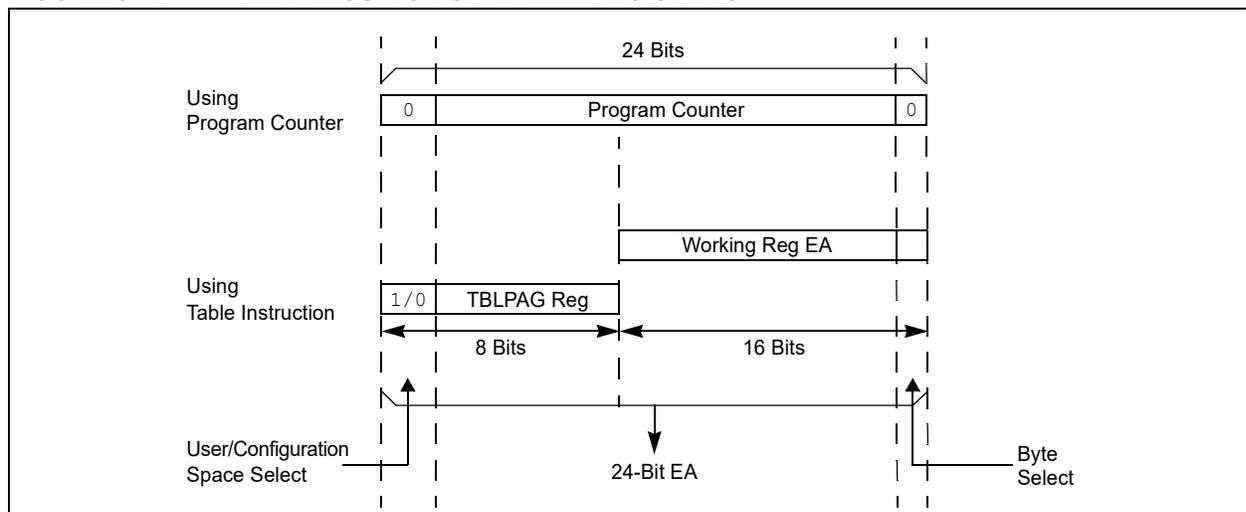 24 Bits
Using
Program Counter
0 Program Counter 0
Working Reg EA
Using
Table Instruction
1/0 TBLPAG Reg
8 Bits 16 Bits
User/Configuration
Space Select
24-Bit EA
Byte
Select